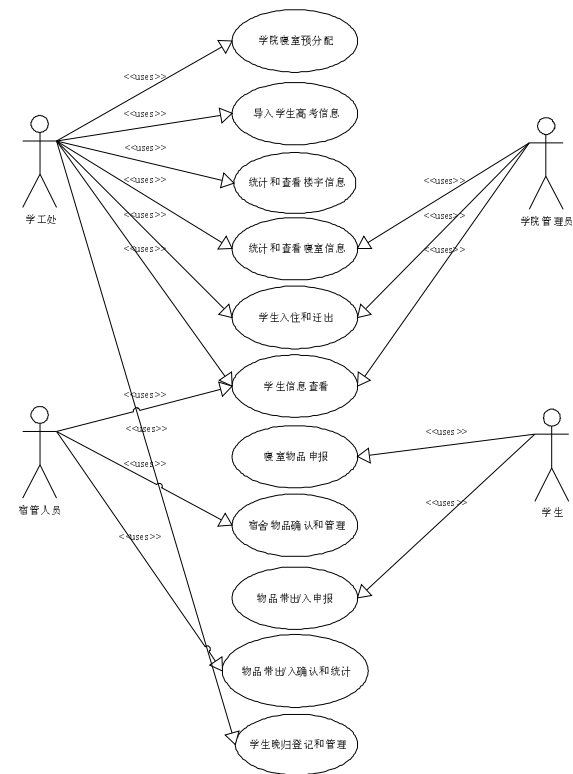 学院寝室预分配
<<uses>>
导入学生高考信息
<<uses>>
<<uses>>
统计和查看楼宇信息
<<uses>>
<<uses>>
学工处
学院管理员
<<uses>>
<<uses>>
统计和查看寝室信息
<<uses>>
<<uses>>
学生入住和迁出
学生信息查看
<<uses>>
<<uses>>
<<uses>>
寝室物品申报
<<uses>>
宿管人员
学生
<<uses>>
宿舍物品确认和管理
<<uses>>
物品带出/入申报
物品带出/入确认和统计
学生晚归登记和管理